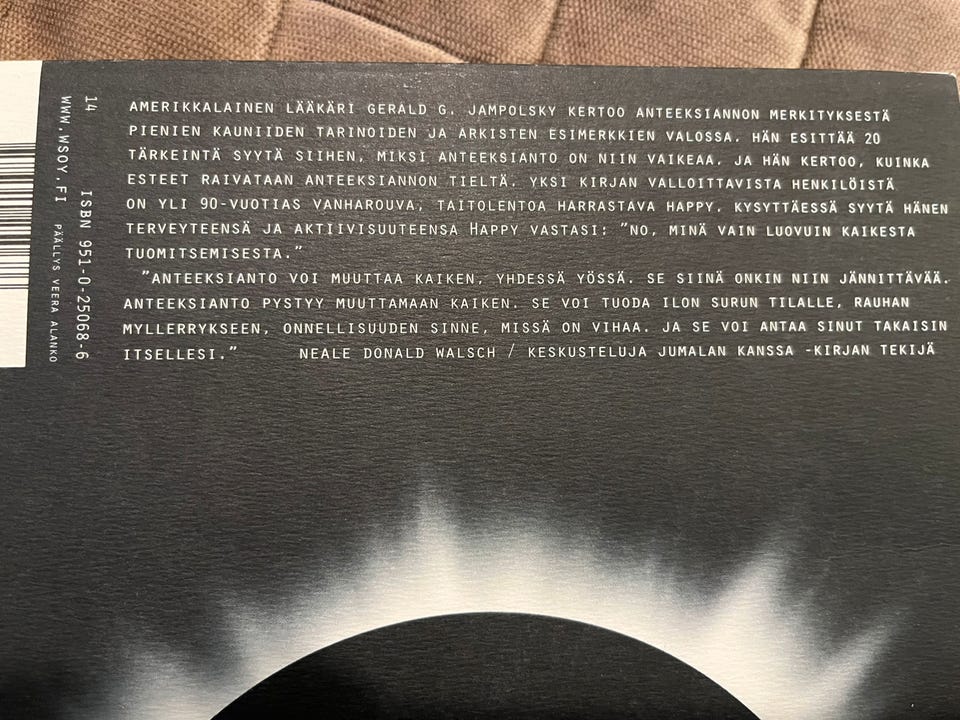 AMERIKKALAINEN LÄÄKÄRI GERALD G. JAMPOLSKY KERTOO ANTEEKSIANNON MERKITYKSESTÄ
PIENIEN KAUNIIDEN TARINOIDEN JA ARKISTEN ESIMERKKIEN VALOSSA. HÄN ESITTÄÄ 20
TÄRKEINTÄ SYYTÄ SIIHEN, MIKSI ANTEEKSIANTO ON NIIN VAIKEAA. JA HÄN KERTOO, KUINKA
ESTEET RAIVATAAN ANTEEKSIANNON TIELTÄ. YKSI KIRJAN VALLOITTAVISTA HENKILÖISTÄ
ON YLI 90-VUOTIAS VANHAROUVA, TAITOLENTOA HARRASTAVA HAPPY. KYSYTTÄESSÄ SYYTÄ HÄNEN
TERVEYTEENSÄ JA AKTIIVISUUTEENSA HAPPY VASTASI: ”NO, MINÄ VAIN LUOVUIN KAIKESTA
TUOMITSEMISESTA.”
”ANTEEKSIANTO VOI MUUTTAA KAIKEN, YHDESSÄ YÖSSÄ. SE SIINÄ ONKIN NIIN JÄNNITTÄVÄÄ.
ANTEEKSIANTO PYSTYY MUUTTAMAAN KAIKEN. SE VOI TUODA ILON SURUN TILALLE, RAUHAN
MYLLERRYKSEEN, ONNELLISUUDEN SINNE, MISSÄ ON VIHAA. JA SE VOI ANTAA SINUT TAKAISIN
ITSELLESI.” NEALE DONALD WALSCH / KESKUSTELUJA JUMALAN KANSSA -KIRJAN TEKIJÄ
14 ISBN 951-0-25068-6
WWW.WSOY.FI PÄÄLLYS VEERA ALANKO